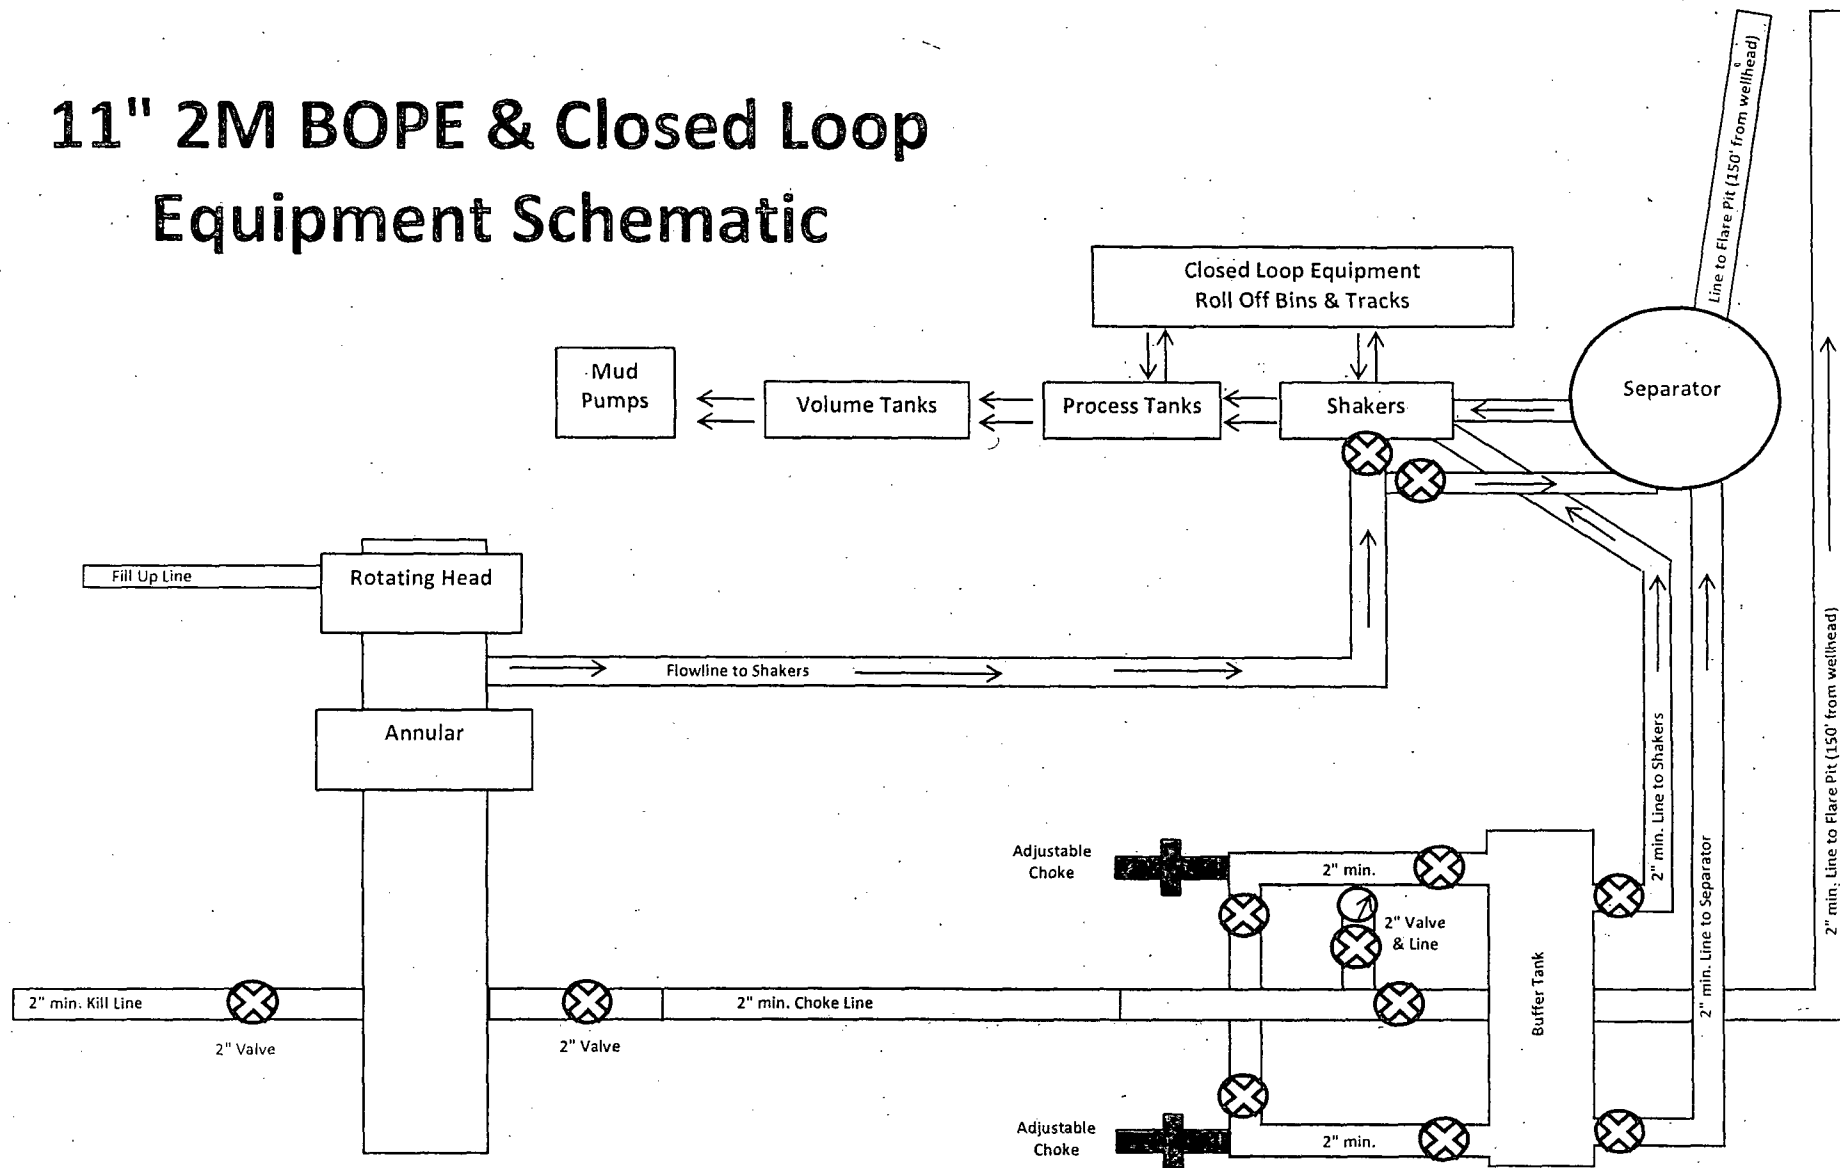 11" 2M BOPE & Closed Loop
Equipment Schematic
Line to Flare Pit (150' from wellhead)
Closed Loop Equipment
Roll Off Bins & Tracks
Mud
Pumps
Volume Tanks
Process Tanks
Shakers
Separator
Fill Up Line
Rotating Head
Flowline to Shakers
Annular
2" min. Line to Shakers
2" min. Line to Separator
2" min. Line to Flare Pit (150' from wellhead)
Adjustable
Choke
2" min.
2" Valve
& Line
Buffer Tank
2" min. Kill Line
2" min. Choke Line
2" Valve
2" Valve
Adjustable
Choke
2" min.